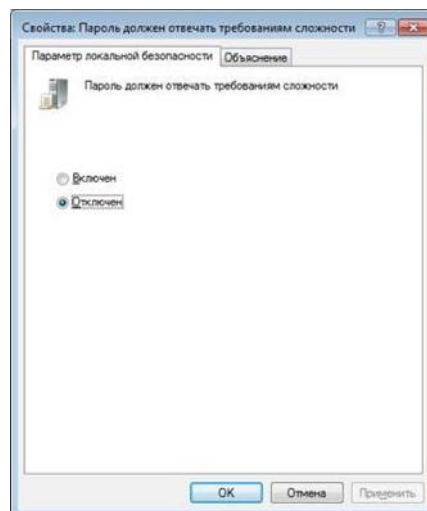 Свойства: Пароль должен отвечать требованиям сложности
Параметр локальной безопасности Объяснение
Пароль должен отвечать требованиям сложности
Включен
Отключен
ОК Отмена Применить